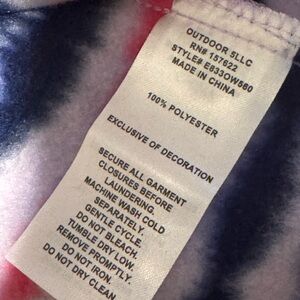 OUTDOOR 5LLC
RN# 157622
STYLE# E833OW560
MADE IN CHINA
100% POLYESTER
EXCLUSIVE OF DECORATION
SECURE ALL GARMENT
CLOSURES BEFORE
LAUNDERING.
MACHINE WASH COLD
SEPARATELY.
GENTLE CYCLE.
DO NOT BLEACH.
TUMBLE DRY LOW.
REMOVE PROMPTLY.
DO NOT IRON.
DO NOT DRY CLEAN